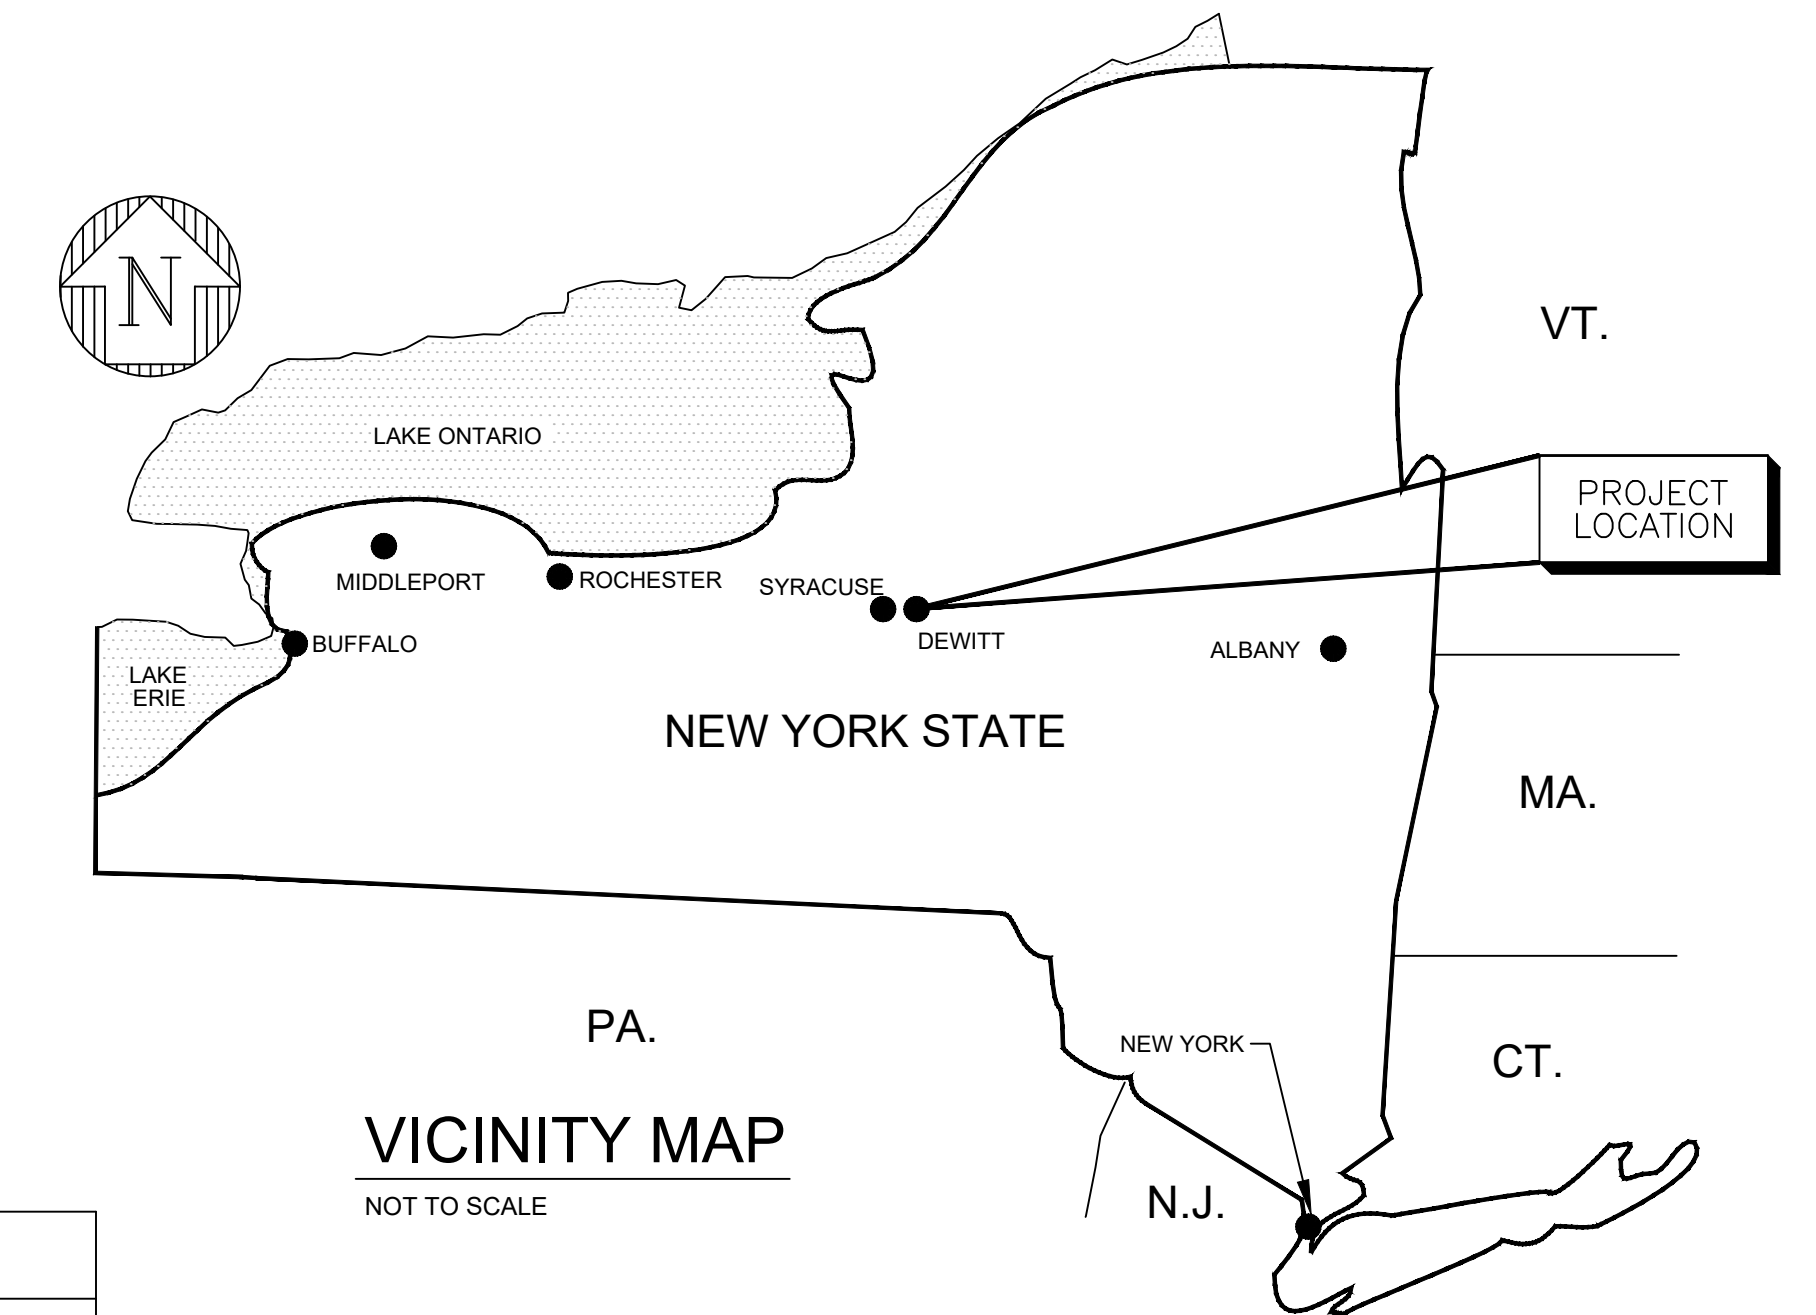 N
VT.
LAKE ONTARIO
PROJECT
LOCATION
MIDDLEPORT
ROCHESTER
SYRACUSE
DEWITT
BUFFALO
ALBANY
LAKE
ERIE
NEW YORK STATE
MA.
PA.
NEW YORK
CT.
VICINITY MAP
NOT TO SCALE
N.J.